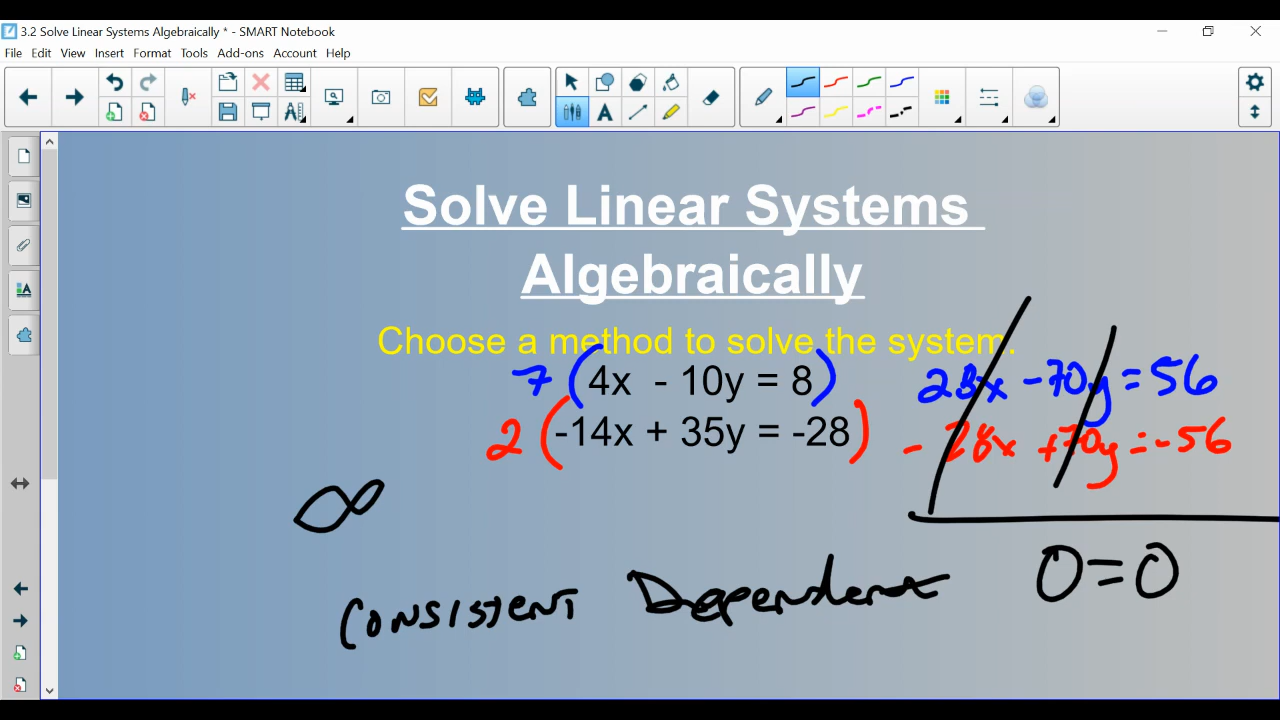 3.2 Solve Linear Systems Algebraically * - SMART Notebook
File Edit View Insert Format Tools Add-ons Account Help
Solve Linear Systems
Algebraically
Choose a method to solve the system.
7 (4x - 10y = 8) 28x -70y = 56
2 (-14x + 35y = -28) - 28x +70y = -56
∞
0=0
Consistent Dependent